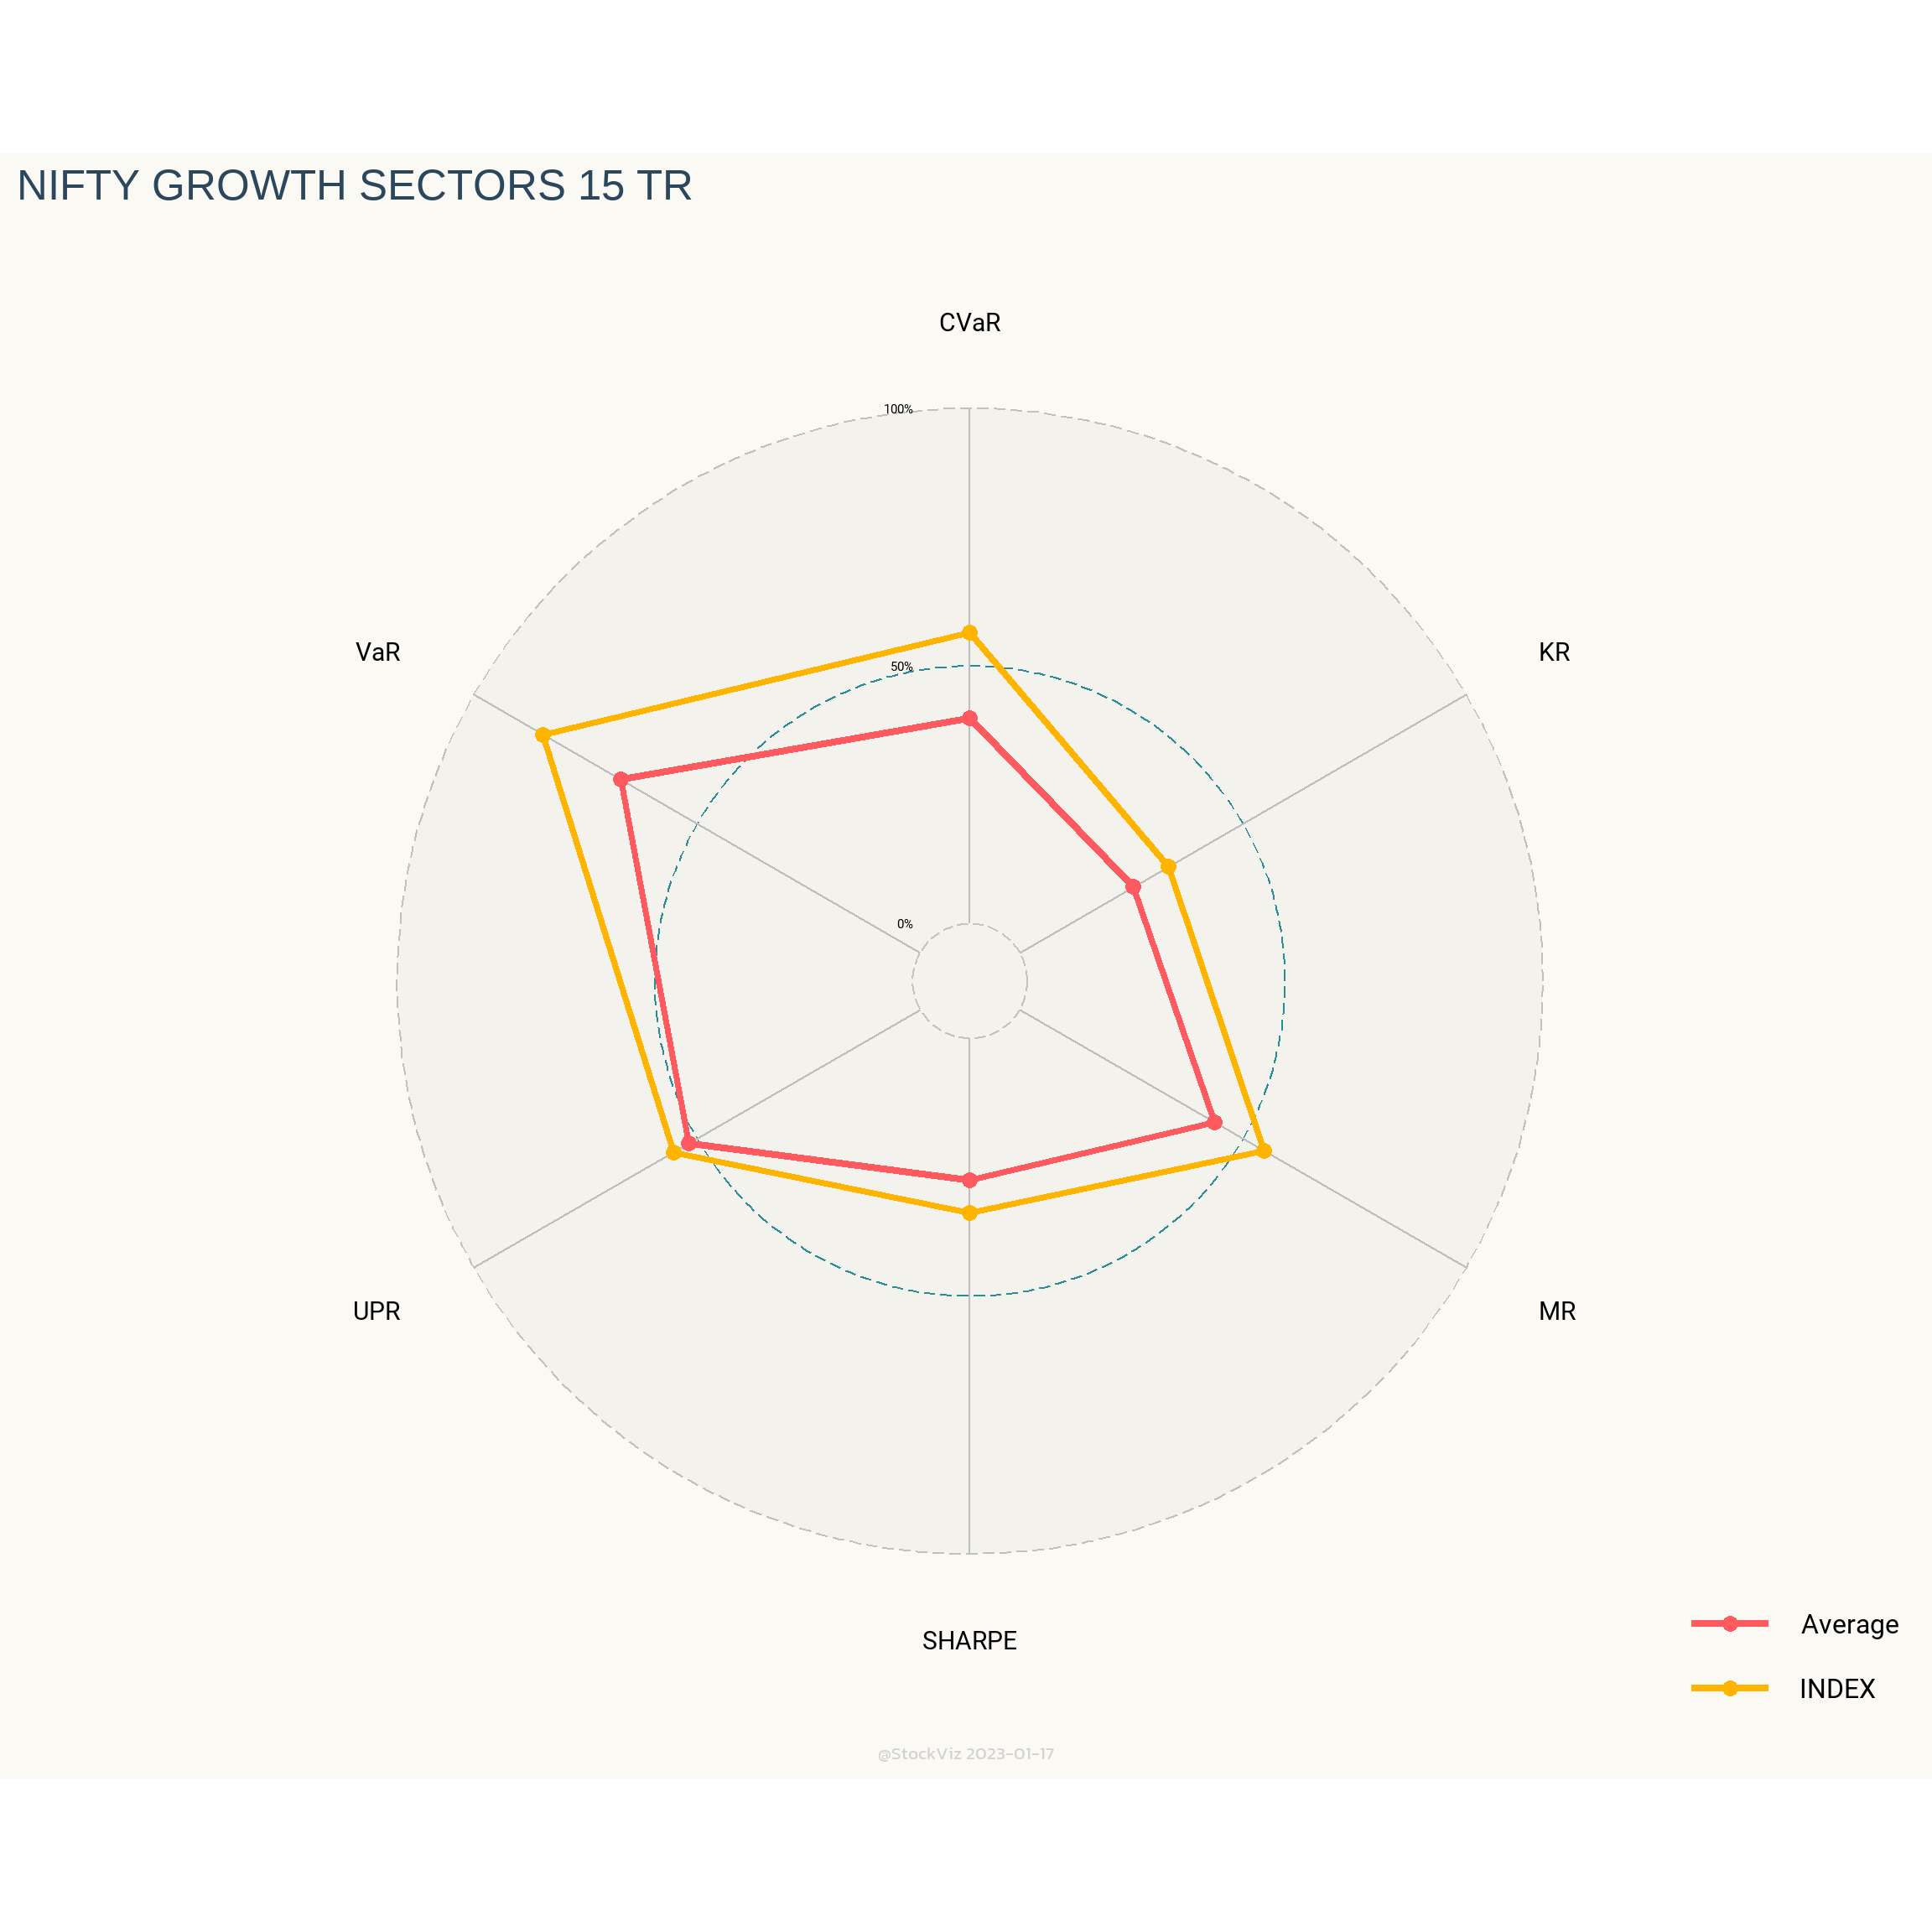 NIFTY GROWTH SECTORS 15 TR
CVaR
100%
VaR
KR
50%
0%
UPR
MR
SHARPE
Average
INDEX
@StockViz 2023-01-17